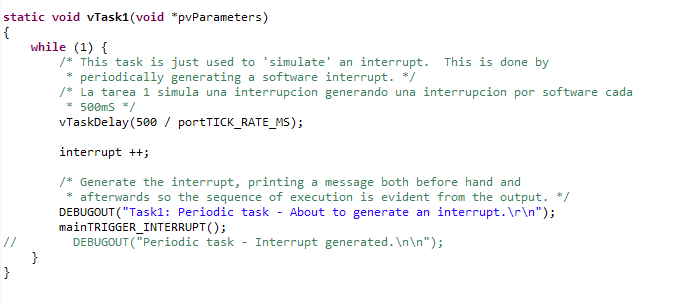 static void vTask1(void *pvParameters)
{
    while (1) {
        /* This task is just used to 'simulate' an interrupt.  This is done by
         * periodically generating a software interrupt. */
        /* La tarea 1 simula una interrupcion generando una interrupcion por software cada
         * 500mS */
        vTaskDelay(500 / portTICK_RATE_MS);

        interrupt ++;

        /* Generate the interrupt, printing a message both before hand and
         * afterwards so the sequence of execution is evident from the output. */
        DEBUGOUT("Task1: Periodic task - About to generate an interrupt.\r\n");
        mainTRIGGER_INTERRUPT();
//        DEBUGOUT("Periodic task - Interrupt generated.\n\n");
    }
}